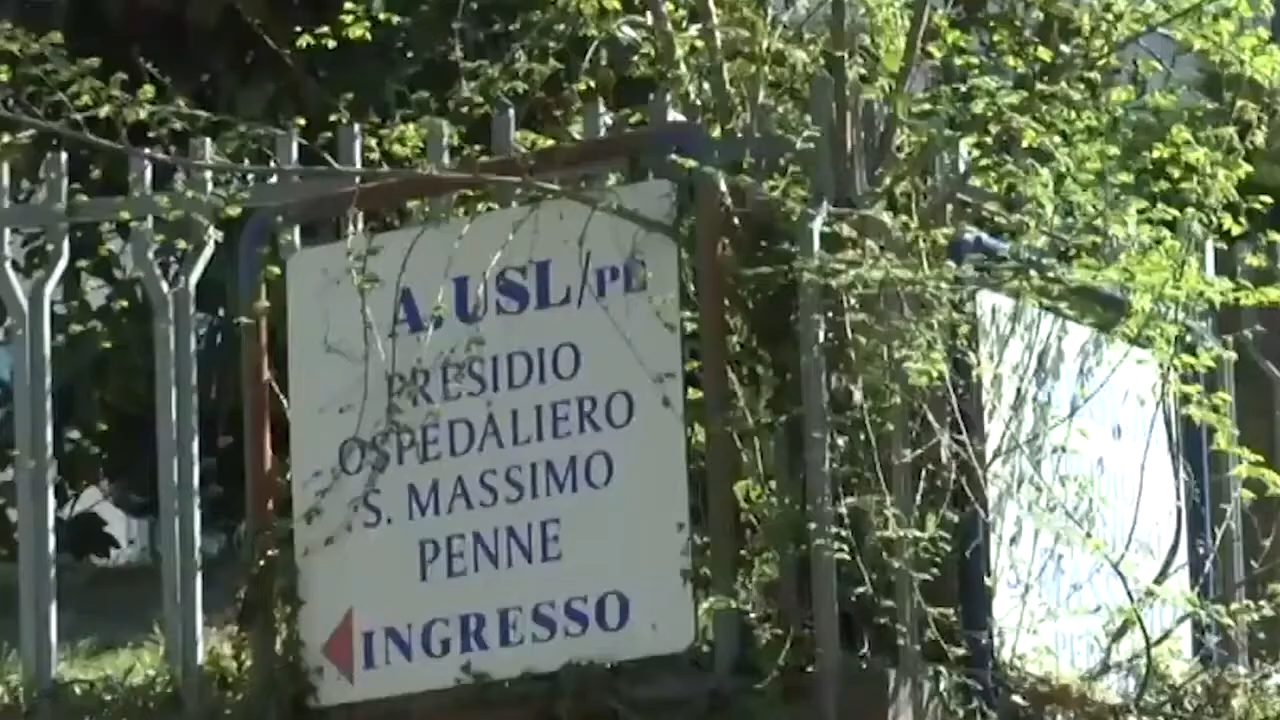 A.USL/PE
PRESIDIO
OSPEDALIERO
S. MASSIMO
PENNE
INGRESSO